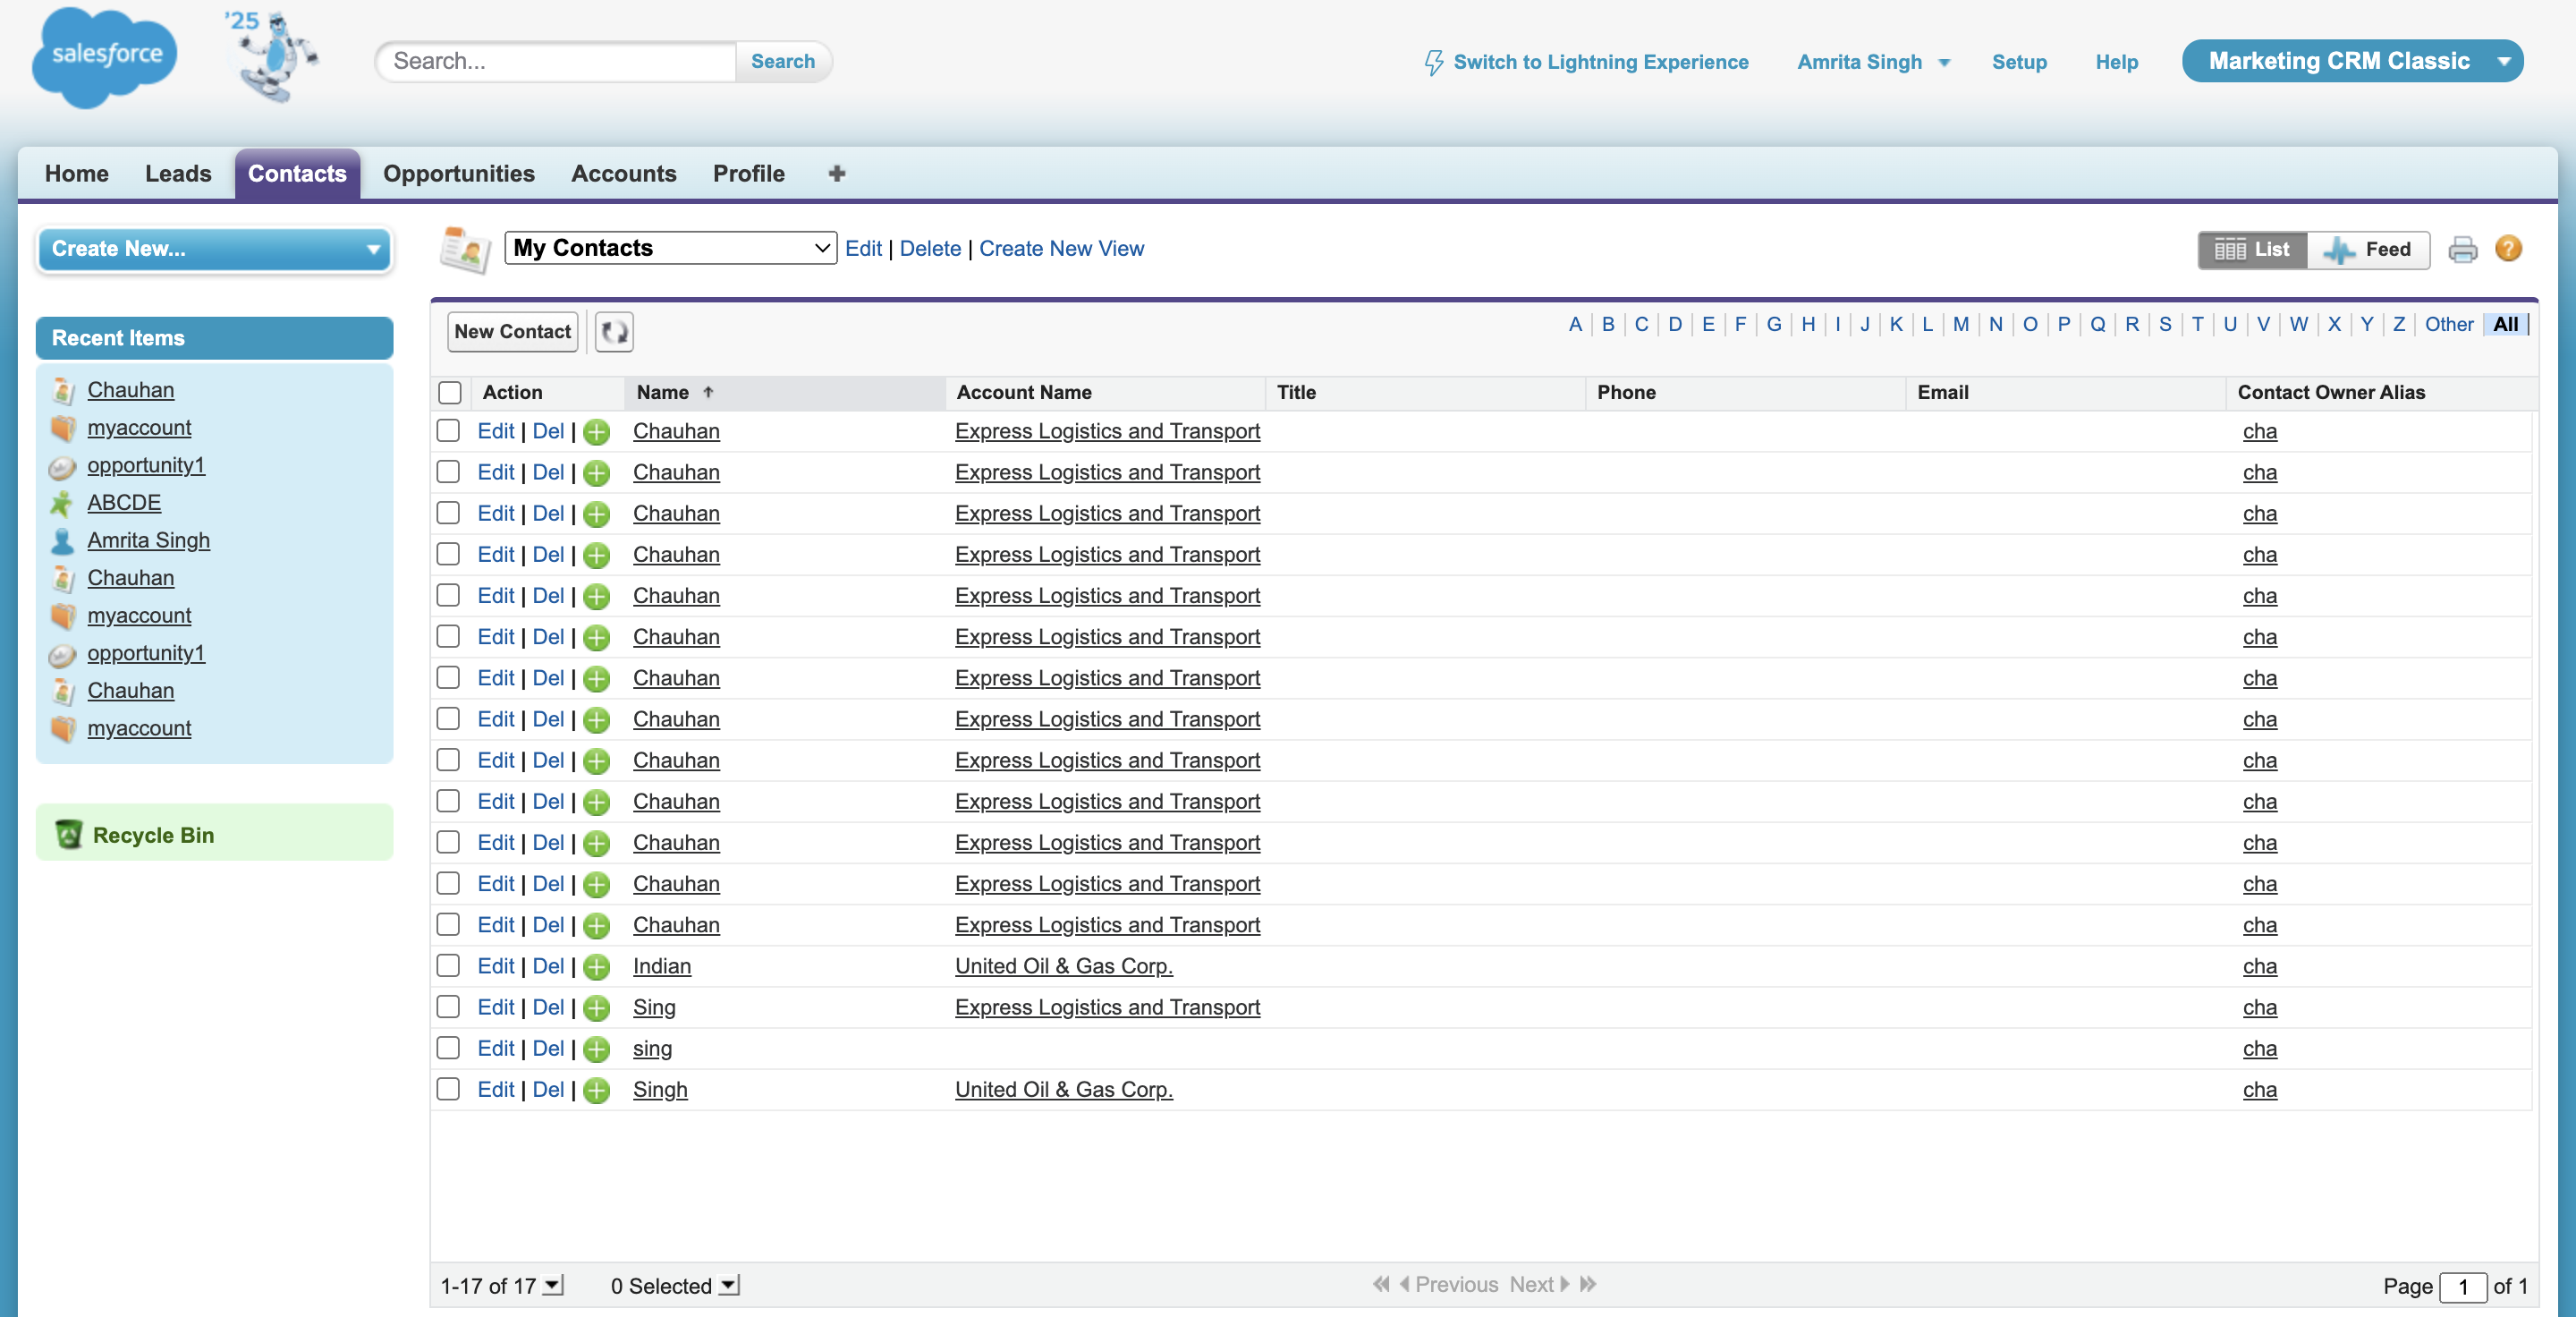 salesforce
'25
Search...
Search
Switch to Lightning Experience
Amrita Singh
Setup
Help
Marketing CRM Classic
Home Leads Contacts Opportunities Accounts Profile
Create New...
My Contacts Edit | Delete | Create New View
List Feed
Recent Items
Chauhan
myaccount
opportunity1
ABCDE
Amrita Singh
Chauhan
myaccount
opportunity1
Chauhan
myaccount
Recycle Bin
New Contact
A | B | C | D | E | F | G | H | I | J | K | L | M | N | O | P | Q | R | S | T | U | V | W | X | Y | Z | Other | All
Action Name Account Name Title Phone Email Contact Owner Alias
Edit | Del | Chauhan Express Logistics and Transport cha
Edit | Del | Chauhan Express Logistics and Transport cha
Edit | Del | Chauhan Express Logistics and Transport cha
Edit | Del | Chauhan Express Logistics and Transport cha
Edit | Del | Chauhan Express Logistics and Transport cha
Edit | Del | Chauhan Express Logistics and Transport cha
Edit | Del | Chauhan Express Logistics and Transport cha
Edit | Del | Chauhan Express Logistics and Transport cha
Edit | Del | Chauhan Express Logistics and Transport cha
Edit | Del | Chauhan Express Logistics and Transport cha
Edit | Del | Chauhan Express Logistics and Transport cha
Edit | Del | Chauhan Express Logistics and Transport cha
Edit | Del | Chauhan Express Logistics and Transport cha
Edit | Del | Indian United Oil & Gas Corp. cha
Edit | Del | Sing Express Logistics and Transport cha
Edit | Del | sing cha
Edit | Del | Singh United Oil & Gas Corp. cha
1-17 of 17 0 Selected Previous Next Page 1 of 1